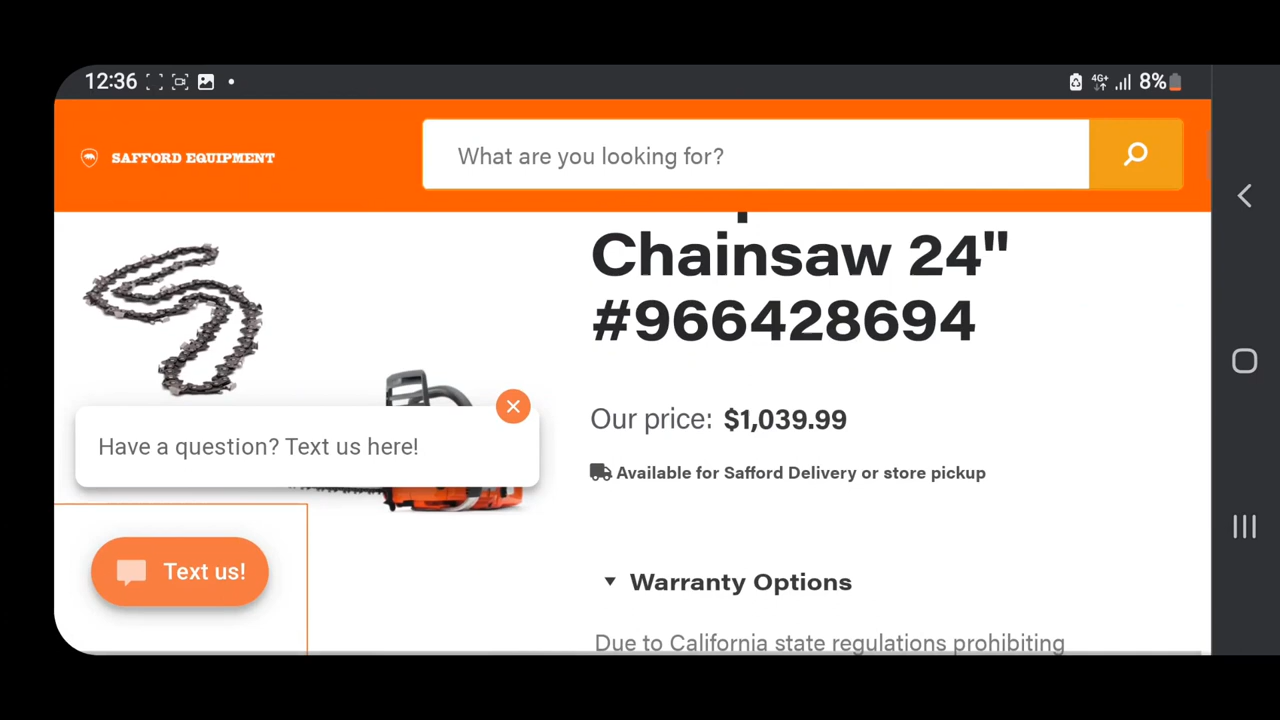 12:36
4G+
8%
SAFFORD EQUIPMENT
What are you looking for?
Chainsaw 24"
#966428694
Our price: $1,039.99
Available for Safford Delivery or store pickup
Have a question? Text us here!
Text us!
Warranty Options
Due to California state regulations prohibiting